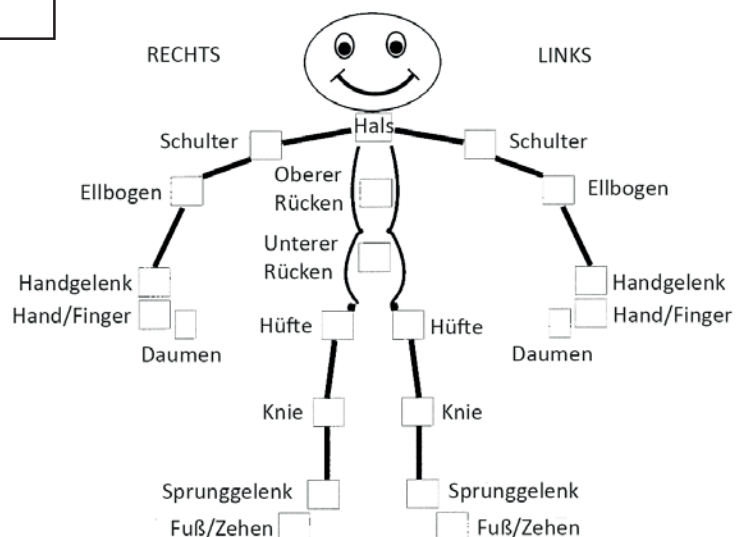 RECHTS LINKS
Hals
Schulter Schulter
Oberer
Rücken
Ellbogen Ellbogen
Unterer
Rücken
Handgelenk Handgelenk
Hand/Finger Hand/Finger
Hüfte Hüfte
Daumen Daumen
Knie Knie
Sprunggelenk Sprunggelenk
Fuß/Zehen Fuß/Zehen